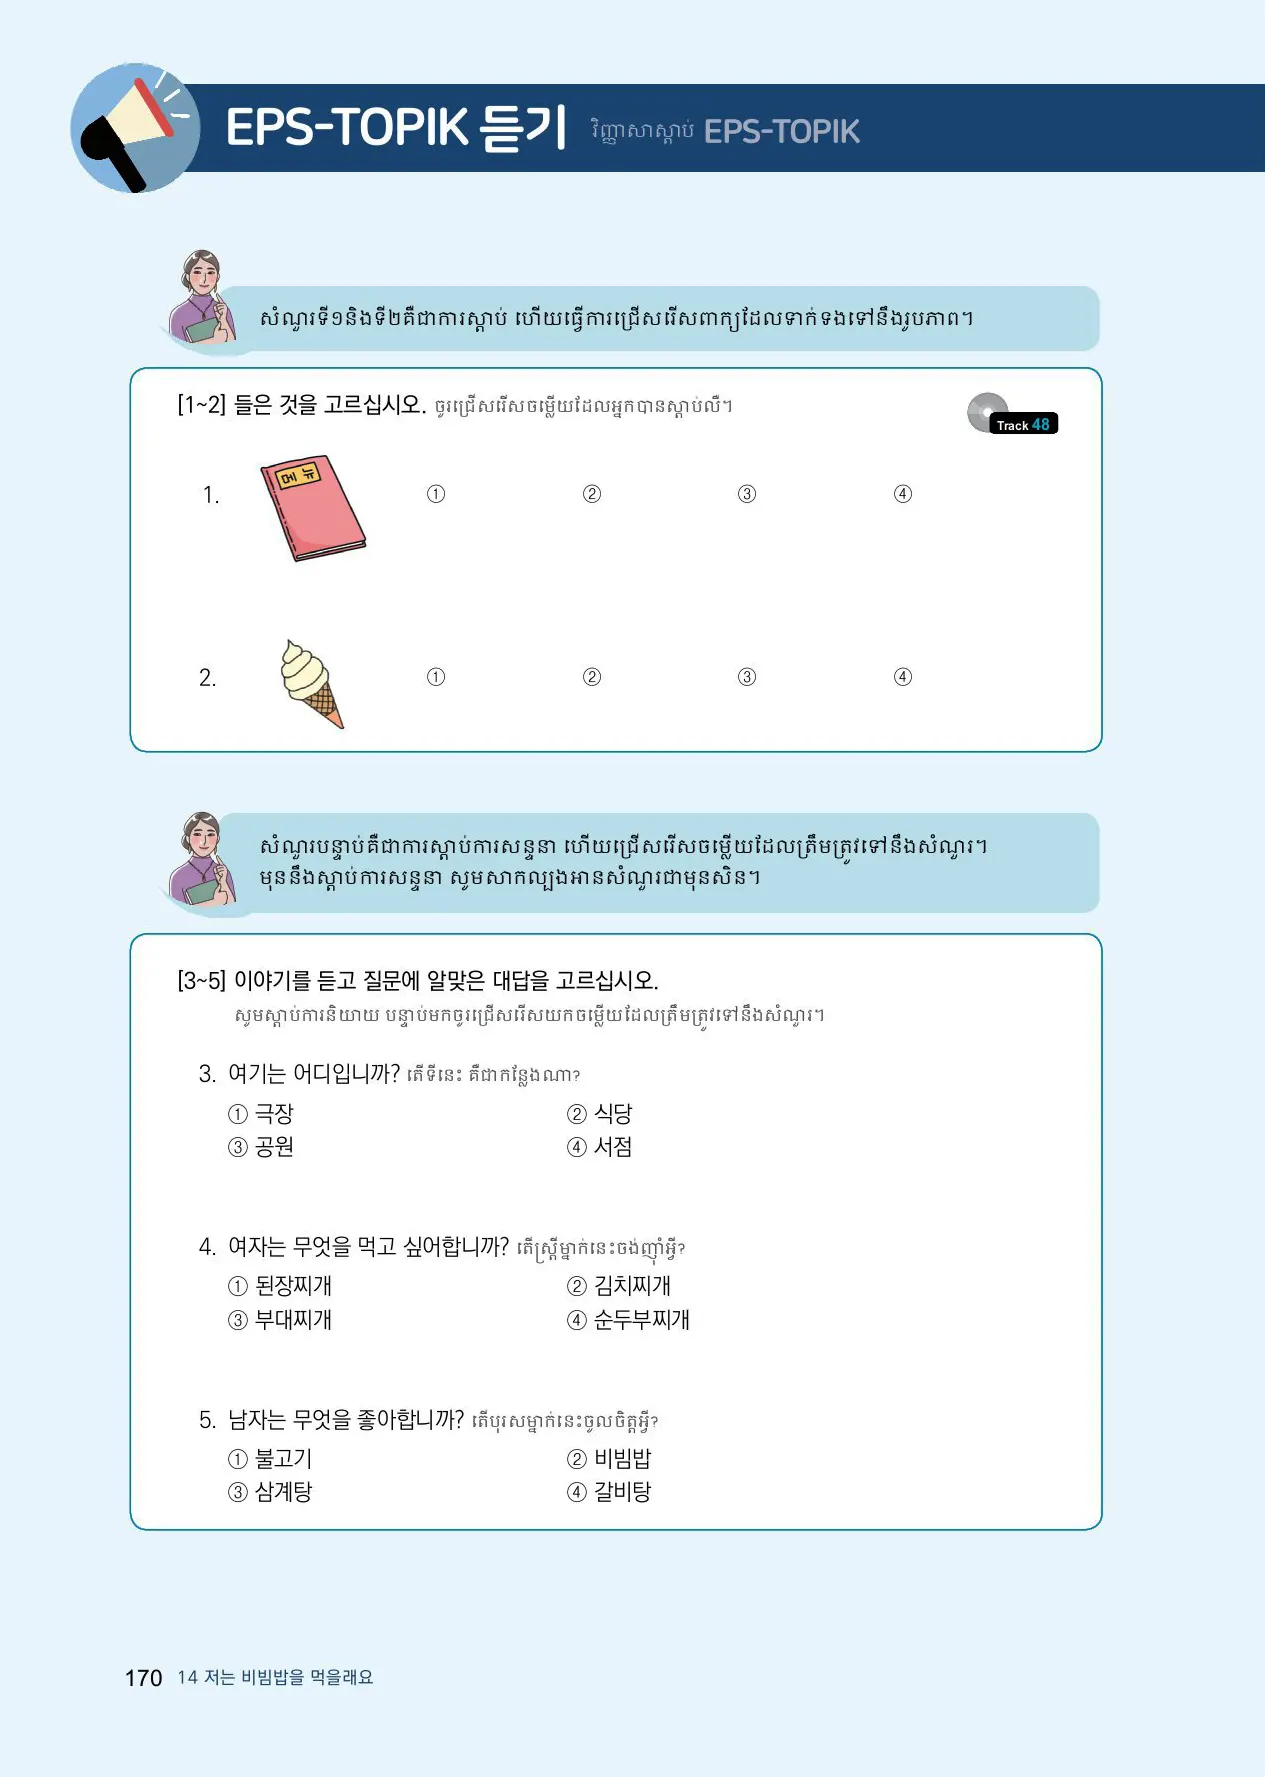 EPS-TOPIK 듣기 វិញ្ញាសាស្តាប់ EPS-TOPIK
សំណួរទី១និងទី២គឺជាការស្តាប់ ហើយធ្វើការជ្រើសរើសពាក្យដែលទាក់ទងទៅនឹងរូបភាព។
[1~2] 들은 것을 고르십시오. ចូរជ្រើសរើសចម្លើយដែលអ្នកបានស្តាប់លឺ។
Track 48
메뉴
1. ① ② ③ ④
2. ① ② ③ ④
សំណួរបន្ទាប់គឺជាការស្តាប់ការសន្ទនា ហើយជ្រើសរើសចម្លើយដែលត្រឹមត្រូវទៅនឹងសំណួរ។
មុននឹងស្តាប់ការសន្ទនា សូមសាកល្បងអានសំណួរជាមុនសិន។
[3~5] 이야기를 듣고 질문에 알맞은 대답을 고르십시오.
សូមស្តាប់ការនិយាយ បន្ទាប់មកចូរជ្រើសរើសយកចម្លើយដែលត្រឹមត្រូវទៅនឹងសំណួរ។
3. 여기는 어디입니까? តើទីនេះ គឺជាកន្លែងណា?
① 극장 ② 식당
③ 공원 ④ 서점
4. 여자는 무엇을 먹고 싶어합니까? តើស្ត្រីម្នាក់នេះចង់ញ៉ាំអ្វី?
① 된장찌개 ② 김치찌개
③ 부대찌개 ④ 순두부찌개
5. 남자는 무엇을 좋아합니까? តើបុរសម្នាក់នេះចូលចិត្តអ្វី?
① 불고기 ② 비빔밥
③ 삼계탕 ④ 갈비탕
170 14 저는 비빔밥을 먹을래요